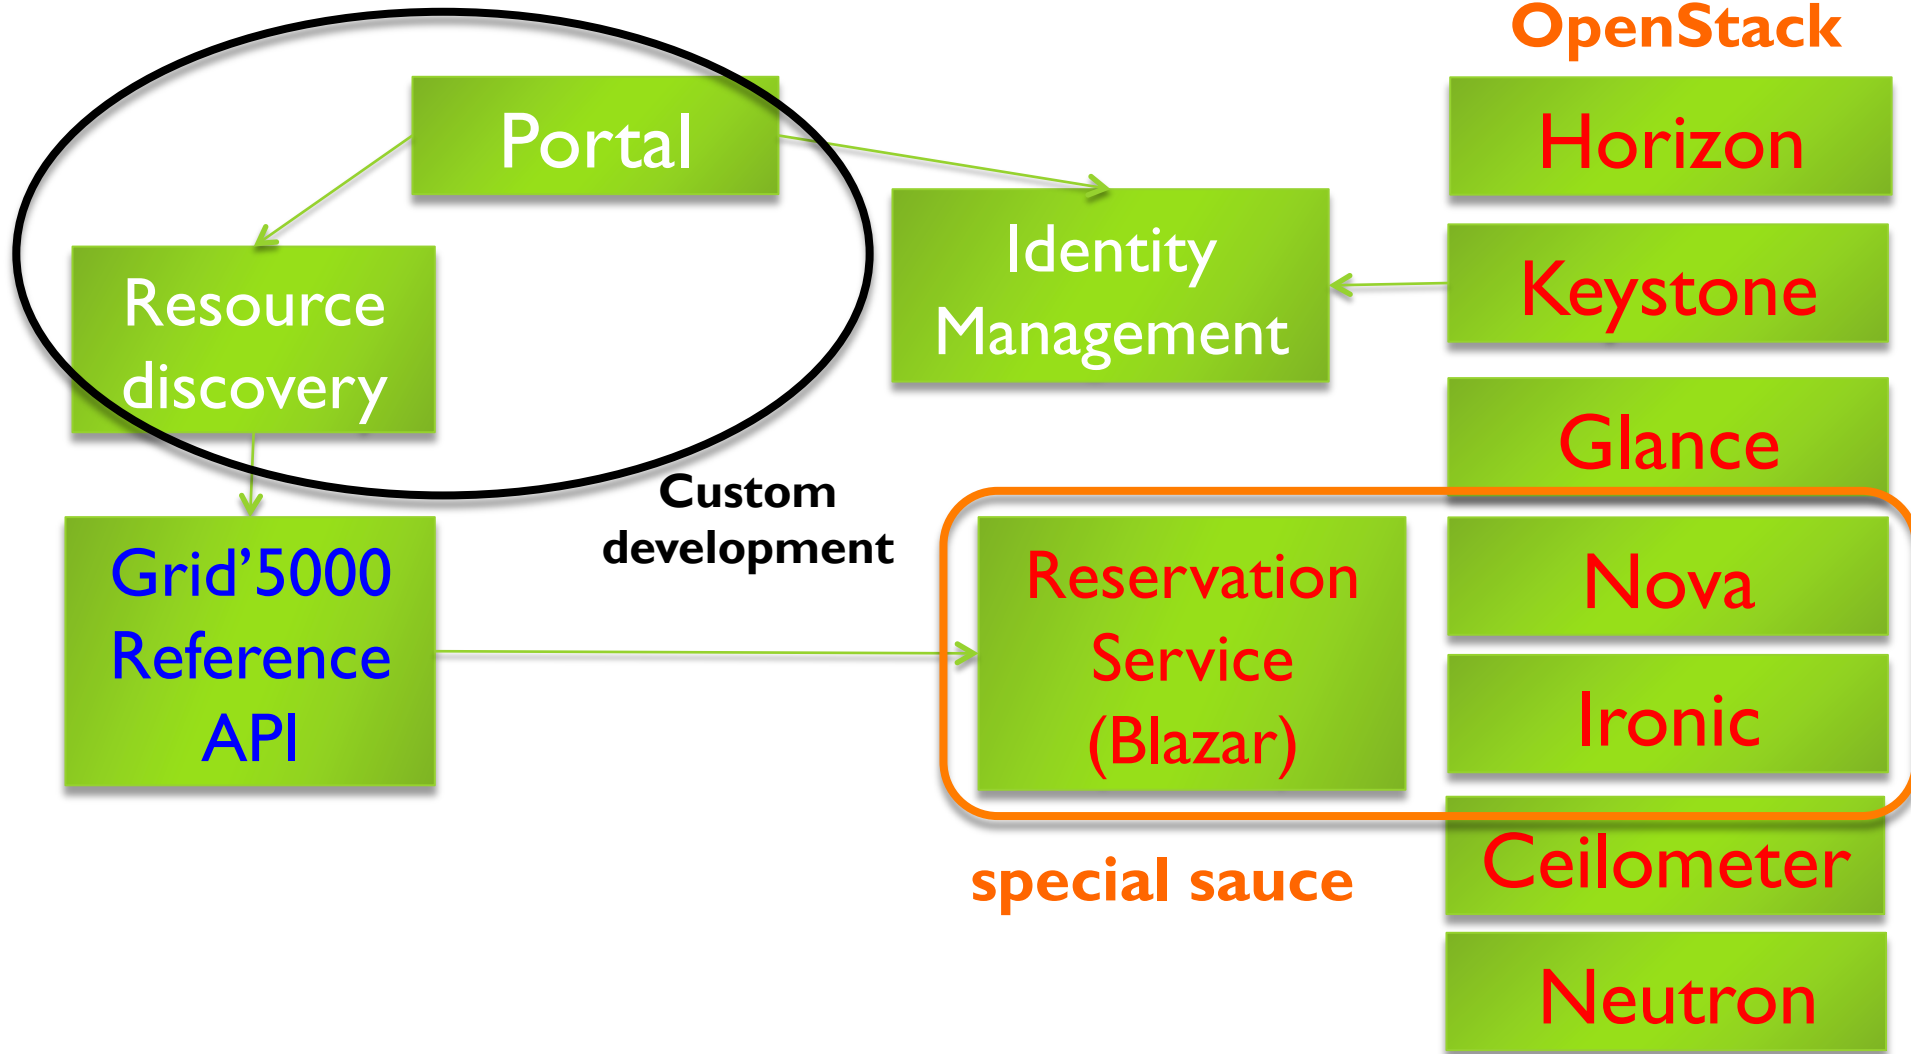 OpenStack
Portal
Horizon
Identity
Management
Keystone
Resource
discovery
Glance
Custom
development
Grid’5000
Reference
API
Reservation
Service
(Blazar)
Nova
Ironic
special sauce
Ceilometer
Neutron